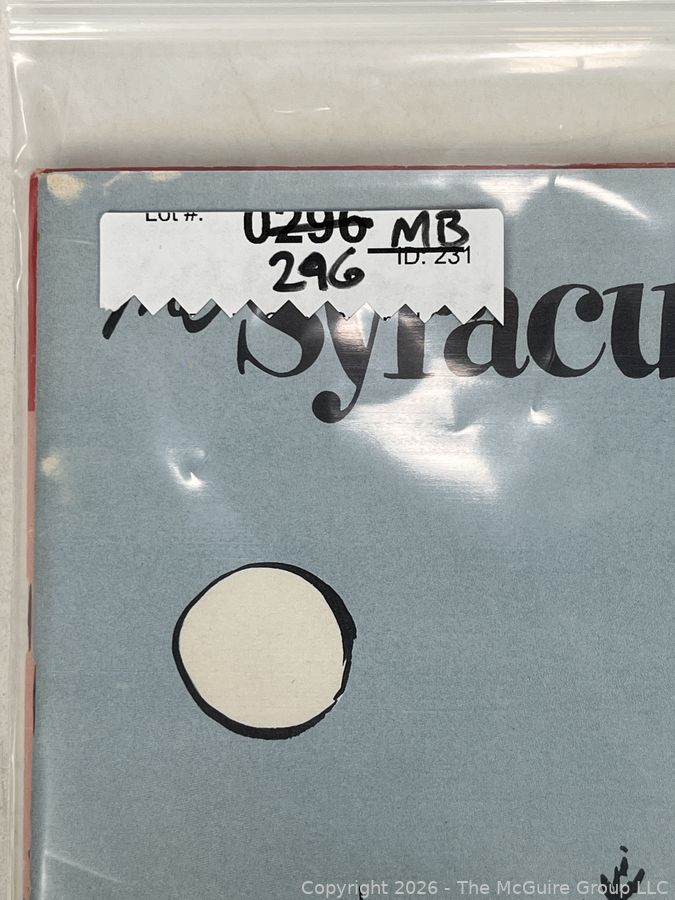 Lot #: 0296 MB
296 ID: 231
Syracu
Copyright 2026 - The McGuire Group LLC